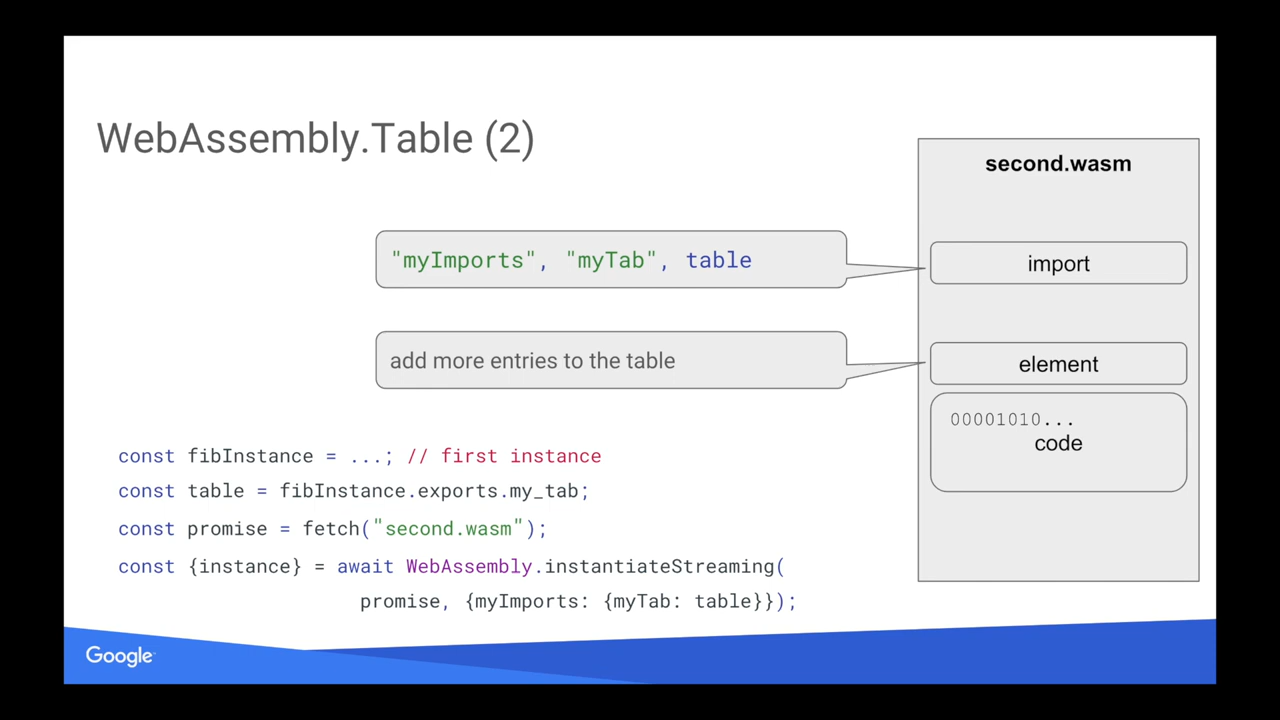 WebAssembly.Table (2)
second.wasm
"myImports", "myTab", table
import
add more entries to the table
element
00001010...
code
const fibInstance = ...; // first instance
const table = fibInstance.exports.my_tab;
const promise = fetch("second.wasm");
const {instance} = await WebAssembly.instantiateStreaming(
promise, {myImports: {myTab: table}});
Google